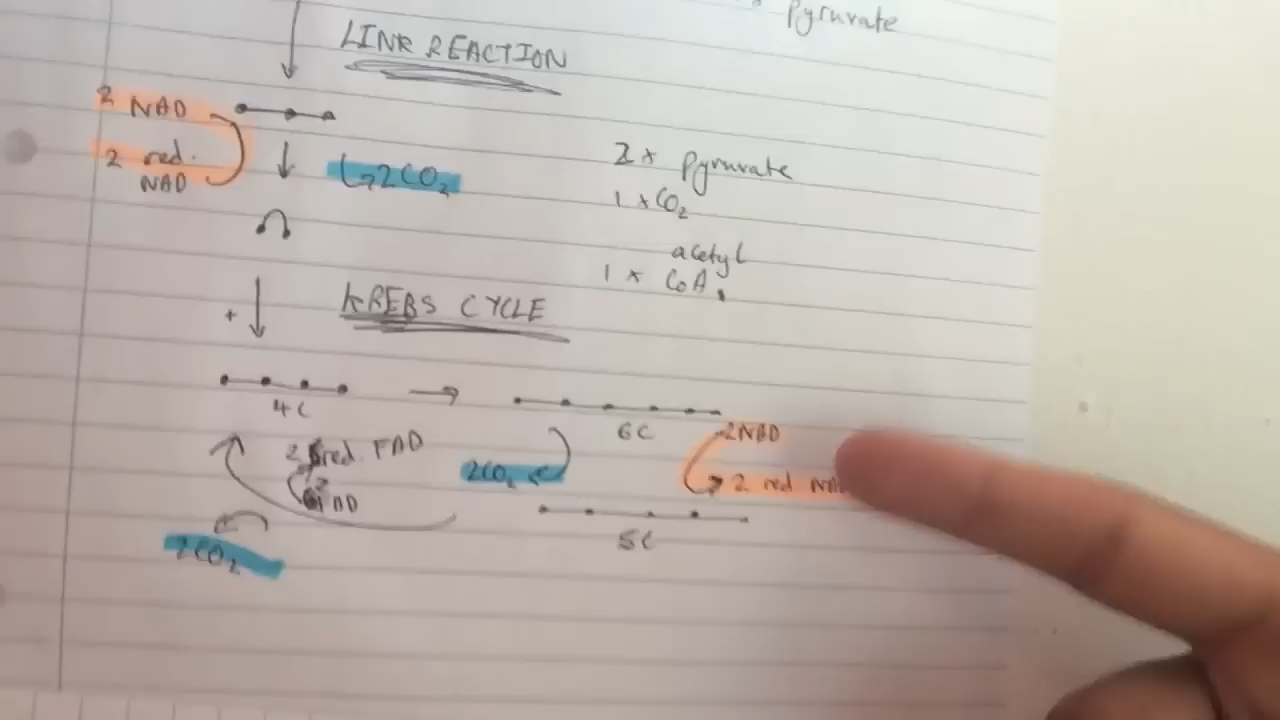 Pyruvate
LINK REACTION
2 NAD
2 red.
NAD
2CO₂
2 x pyruvate
1 x CO₂
acetyl
1 x CoA
+
KREBS CYCLE
4C
6C
2NAD
2 red. FAD
2CO₂
2 red
5C
2CO₂